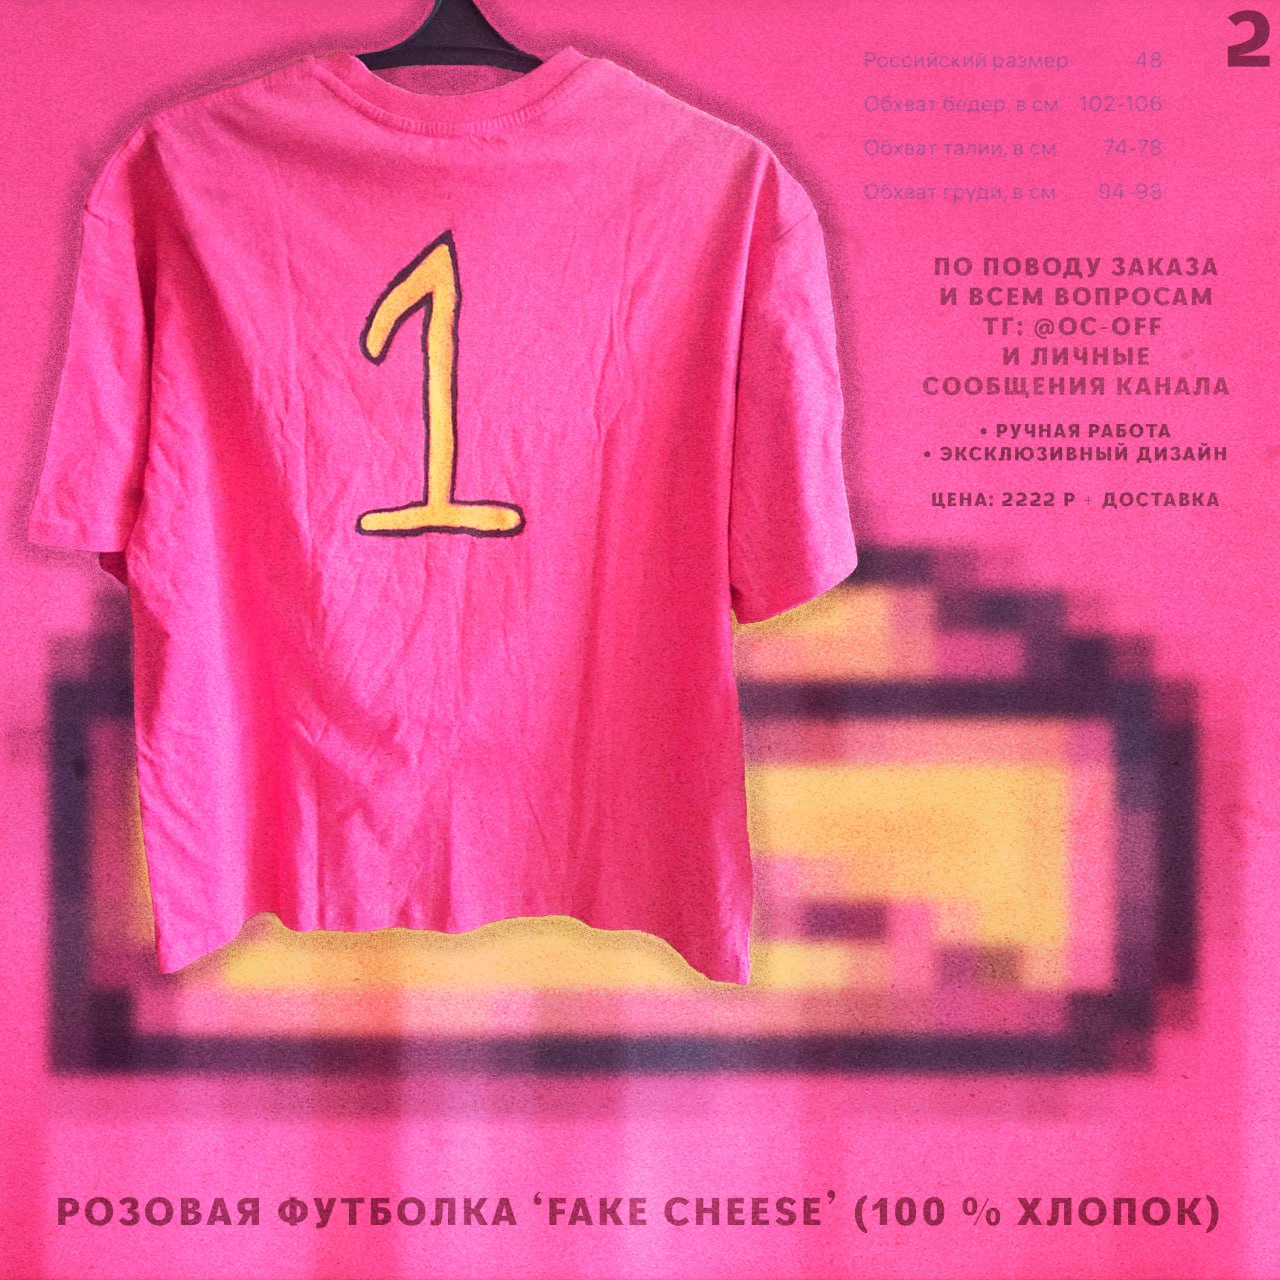 2
Российский размер 48
Обхват бедер, в см 102-106
Обхват талии, в см 74-78
Обхват груди, в см 94-98
ПО ПОВОДУ ЗАКАЗА
И ВСЕМ ВОПРОСАМ
ТГ: @OC-OFF
И ЛИЧНЫЕ
СООБЩЕНИЯ КАНАЛА
• РУЧНАЯ РАБОТА
• ЭКСКЛЮЗИВНЫЙ ДИЗАЙН
ЦЕНА: 2222 Р + ДОСТАВКА
1
РОЗОВАЯ ФУТБОЛКА ‘FAKE CHEESE’ (100 % ХЛОПОК)